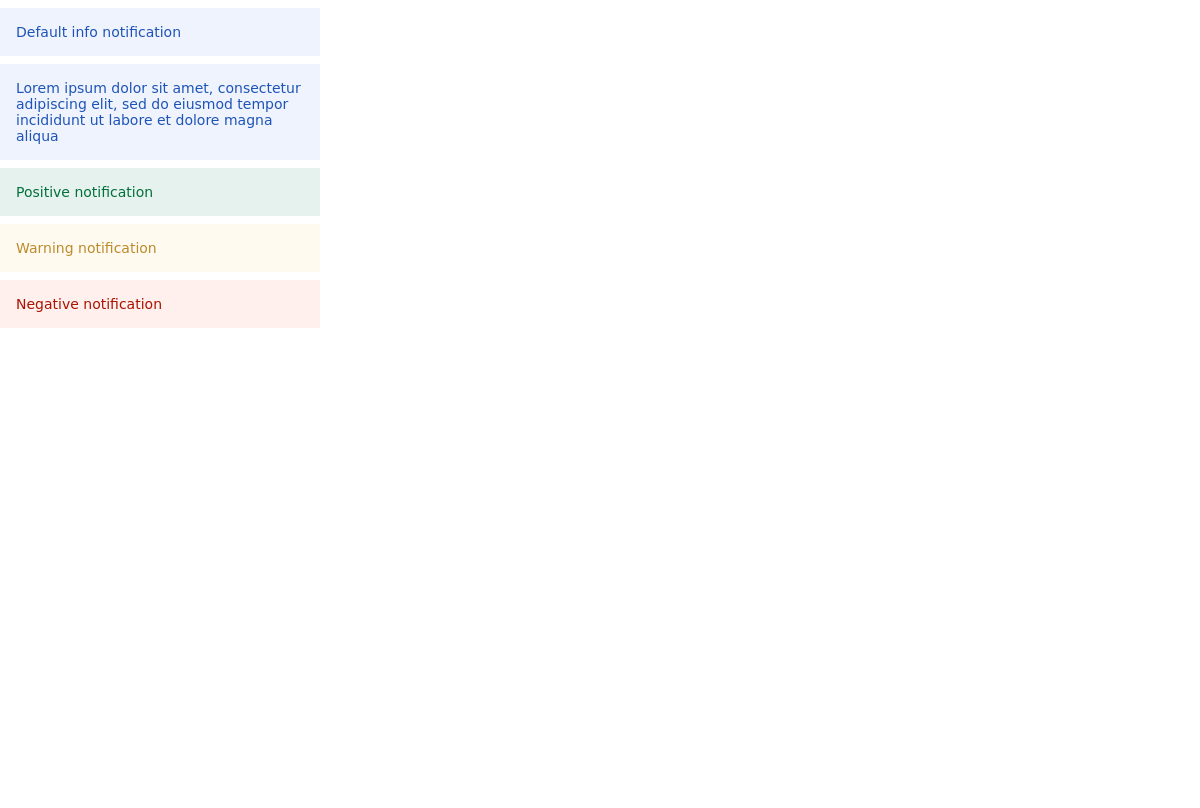 Default info notification
Lorem ipsum dolor sit amet, consectetur
adipiscing elit, sed do eiusmod tempor
incididunt ut labore et dolore magna
aliqua
Positive notification
Warning notification
Negative notification